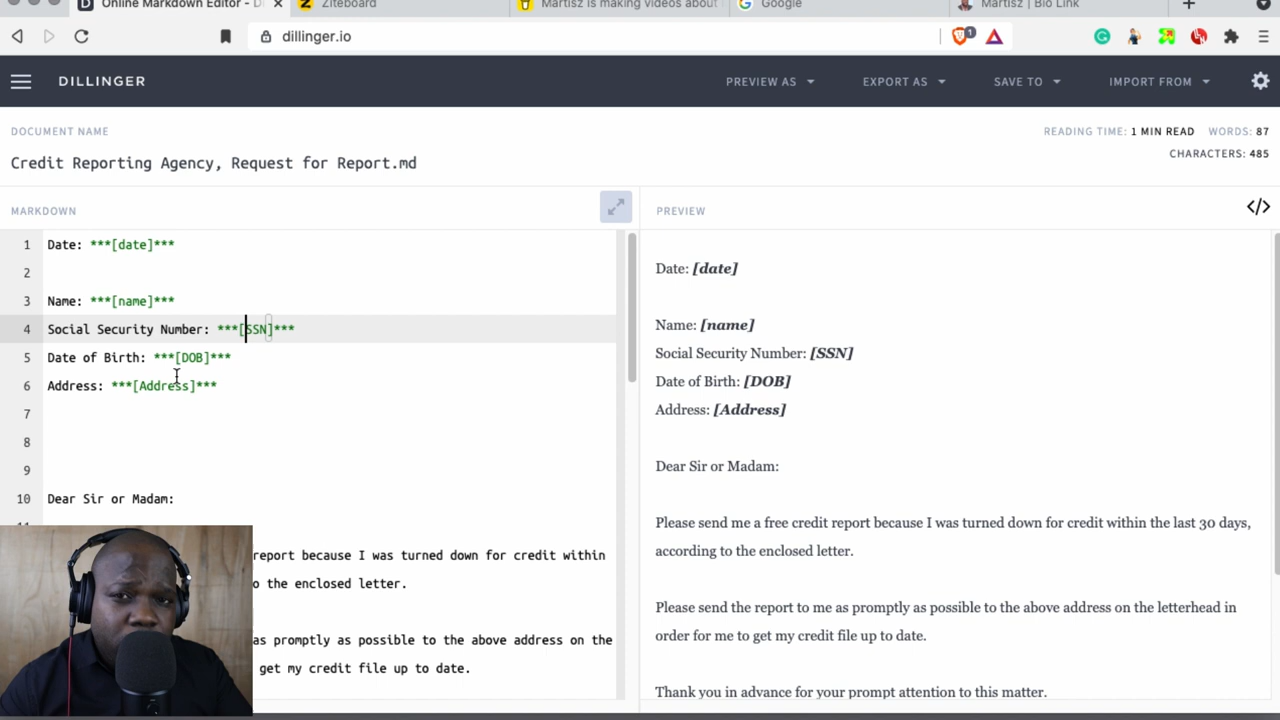 Online Markdown Editor - D
Ziteboard
Martisz is making videos about
Google
Martisz | Bio Link
dillinger.io
1
DILLINGER
PREVIEW AS
EXPORT AS
SAVE TO
IMPORT FROM
DOCUMENT NAME
READING TIME: 1 MIN READ WORDS: 87
CHARACTERS: 485
Credit Reporting Agency, Request for Report.md
MARKDOWN
1 Date: ***[date]***
2
3 Name: ***[name]***
4 Social Security Number: ***[SSN]***
5 Date of Birth: ***[DOB]***
6 Address: ***[Address]***
7
8
9
10 Dear Sir or Madam:
report because I was turned down for credit within
o the enclosed letter.
as promptly as possible to the above address on the
get my credit file up to date.
PREVIEW
</>
Date: [date]
Name: [name]
Social Security Number: [SSN]
Date of Birth: [DOB]
Address: [Address]
Dear Sir or Madam:
Please send me a free credit report because I was turned down for credit within the last 30 days,
according to the enclosed letter.
Please send the report to me as promptly as possible to the above address on the letterhead in
order for me to get my credit file up to date.
Thank you in advance for your prompt attention to this matter.